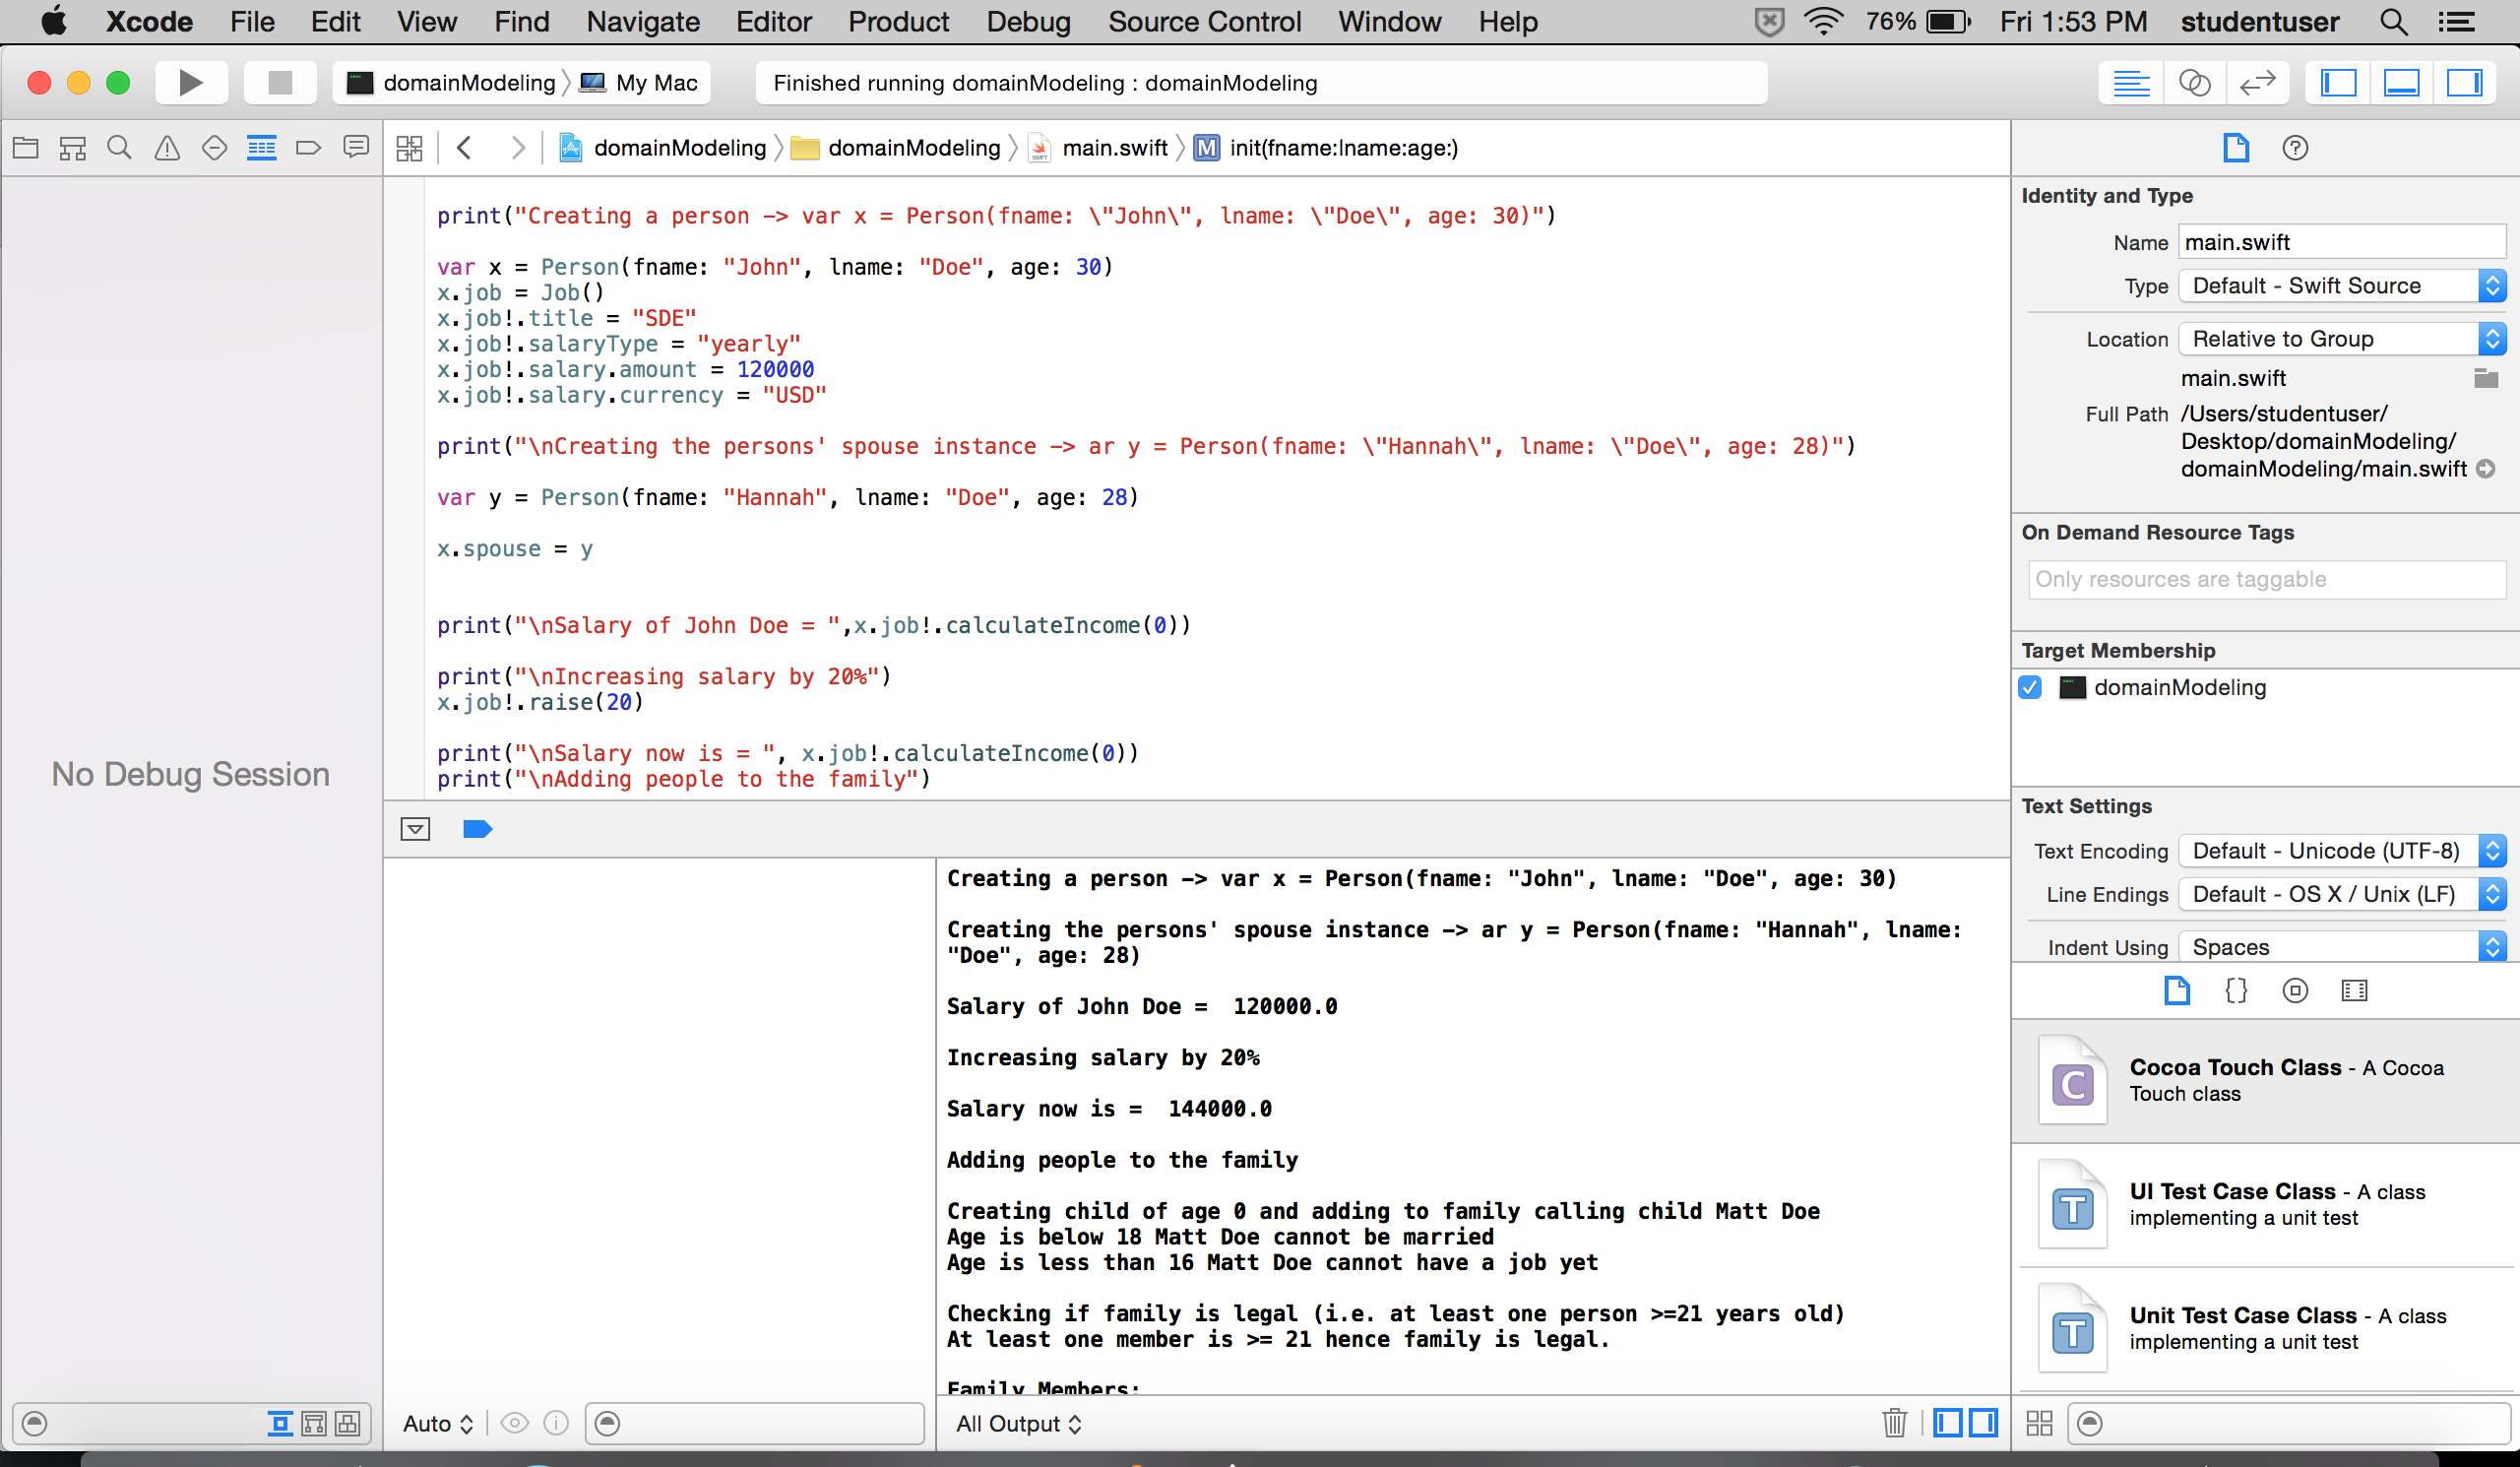 Xcode File Edit View Find Navigate Editor Product Debug Source Control Window Help 76% Fri 1:53 PM studentuser
domainModeling My Mac Finished running domainModeling : domainModeling
domainModeling domainModeling main.swift M init(fname:lname:age:)
No Debug Session
print("Creating a person -> var x = Person(fname: \"John\", lname: \"Doe\", age: 30)")
var x = Person(fname: "John", lname: "Doe", age: 30)
x.job = Job()
x.job!.title = "SDE"
x.job!.salaryType = "yearly"
x.job!.salary.amount = 120000
x.job!.salary.currency = "USD"
print("\nCreating the persons' spouse instance -> ar y = Person(fname: \"Hannah\", lname: \"Doe\", age: 28)")
var y = Person(fname: "Hannah", lname: "Doe", age: 28)
x.spouse = y
print("\nSalary of John Doe = ",x.job!.calculateIncome(0))
print("\nIncreasing salary by 20%")
x.job!.raise(20)
print("\nSalary now is = ", x.job!.calculateIncome(0))
print("\nAdding people to the family")
Creating a person -> var x = Person(fname: "John", lname: "Doe", age: 30)
Creating the persons' spouse instance -> ar y = Person(fname: "Hannah", lname:
"Doe", age: 28)
Salary of John Doe =  120000.0
Increasing salary by 20%
Salary now is =  144000.0
Adding people to the family
Creating child of age 0 and adding to family calling child Matt Doe
Age is below 18 Matt Doe cannot be married
Age is less than 16 Matt Doe cannot have a job yet
Checking if family is legal (i.e. at least one person >=21 years old)
At least one member is >= 21 hence family is legal.
Family Members:
Auto
All Output
Identity and Type
Name main.swift
Type Default - Swift Source
Location Relative to Group
main.swift
Full Path /Users/studentuser/
Desktop/domainModeling/
domainModeling/main.swift
On Demand Resource Tags
Only resources are taggable
Target Membership
domainModeling
Text Settings
Text Encoding Default - Unicode (UTF-8)
Line Endings Default - OS X / Unix (LF)
Indent Using Spaces
C
Cocoa Touch Class - A Cocoa
Touch class
T
UI Test Case Class - A class
implementing a unit test
T
Unit Test Case Class - A class
implementing a unit test